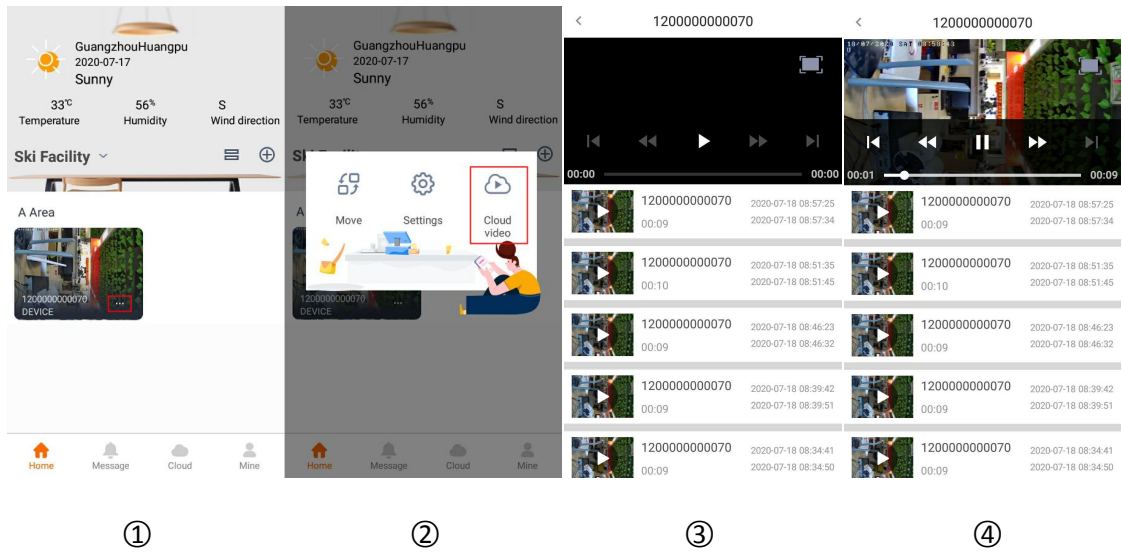 GuangzhouHuangpu
2020-07-17
Sunny
33℃ 56% S
Temperature Humidity Wind direction
Ski Facility
A Area
1200000000070
DEVICE
Home Message Cloud Mine
①
GuangzhouHuangpu
2020-07-17
Sunny
33℃ 56% S
Temperature Humidity Wind direction
Move Settings Cloud
video
1200000000070
DEVICE
Home Message Cloud Mine
②
1200000000070
00:00 00:00
1200000000070 2020-07-18 08:57:25
00:09 2020-07-18 08:57:34
1200000000070 2020-07-18 08:51:35
00:10 2020-07-18 08:51:45
1200000000070 2020-07-18 08:46:23
00:09 2020-07-18 08:46:32
1200000000070 2020-07-18 08:39:42
00:09 2020-07-18 08:39:51
1200000000070 2020-07-18 08:34:41
00:09 2020-07-18 08:34:50
③
1200000000070
18/07/2020 SAT
00:01 00:09
1200000000070 2020-07-18 08:57:25
00:09 2020-07-18 08:57:34
1200000000070 2020-07-18 08:51:35
00:10 2020-07-18 08:51:45
1200000000070 2020-07-18 08:46:23
00:09 2020-07-18 08:46:32
1200000000070 2020-07-18 08:39:42
00:09 2020-07-18 08:39:51
1200000000070 2020-07-18 08:34:41
00:09 2020-07-18 08:34:50
④